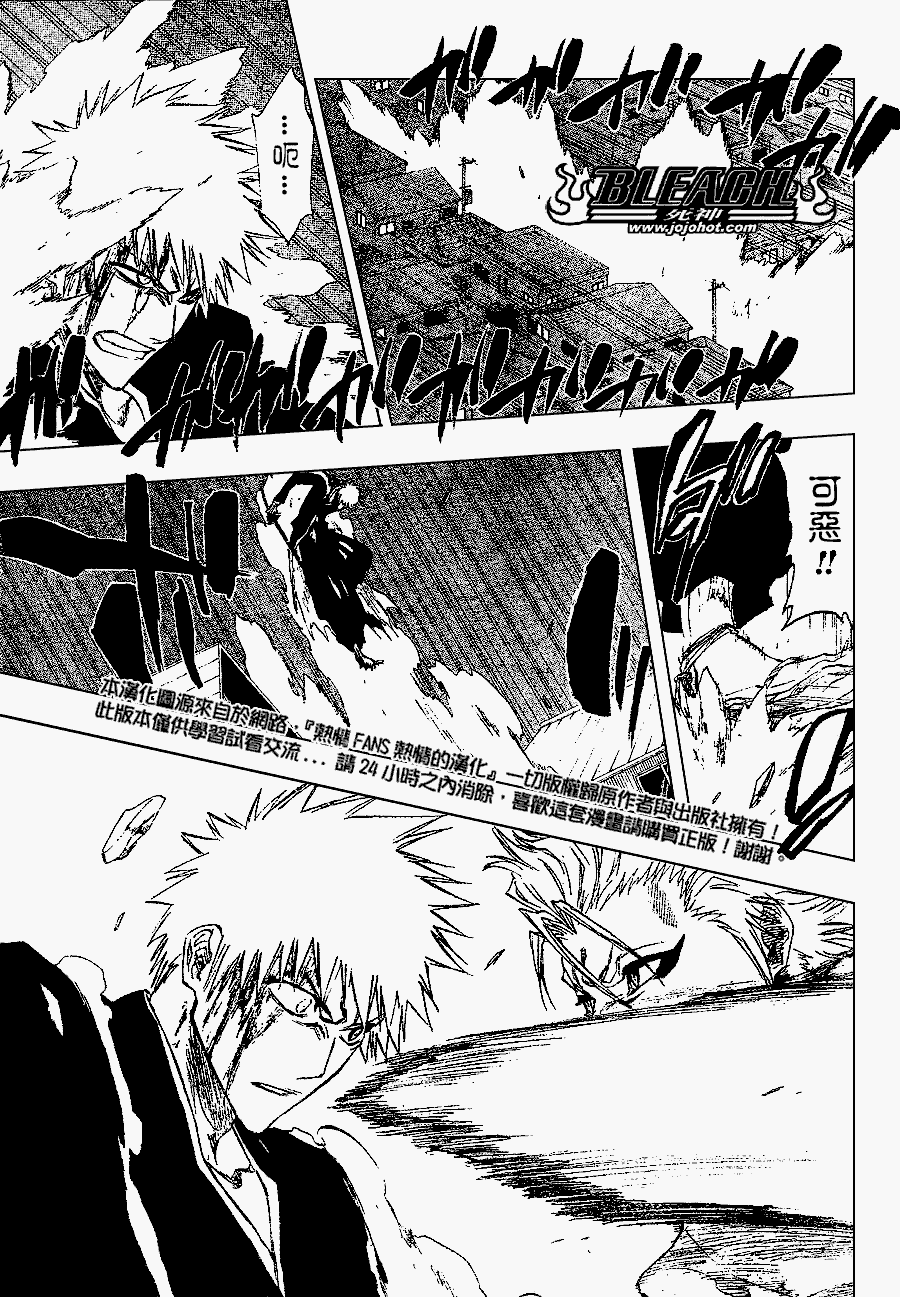 ガガガガガ
BLEACH
死神
www.jojohot.com
…呃…
ガガガガガガガガ
可惡!!
本漢化圖源來自於網路，『熱情FANS熱情的漢化』一切版權歸原作者與出版社擁有！
此版本僅供學習試看交流...請24小時之內消除，喜歡這套漫畫請購買正版！謝謝。